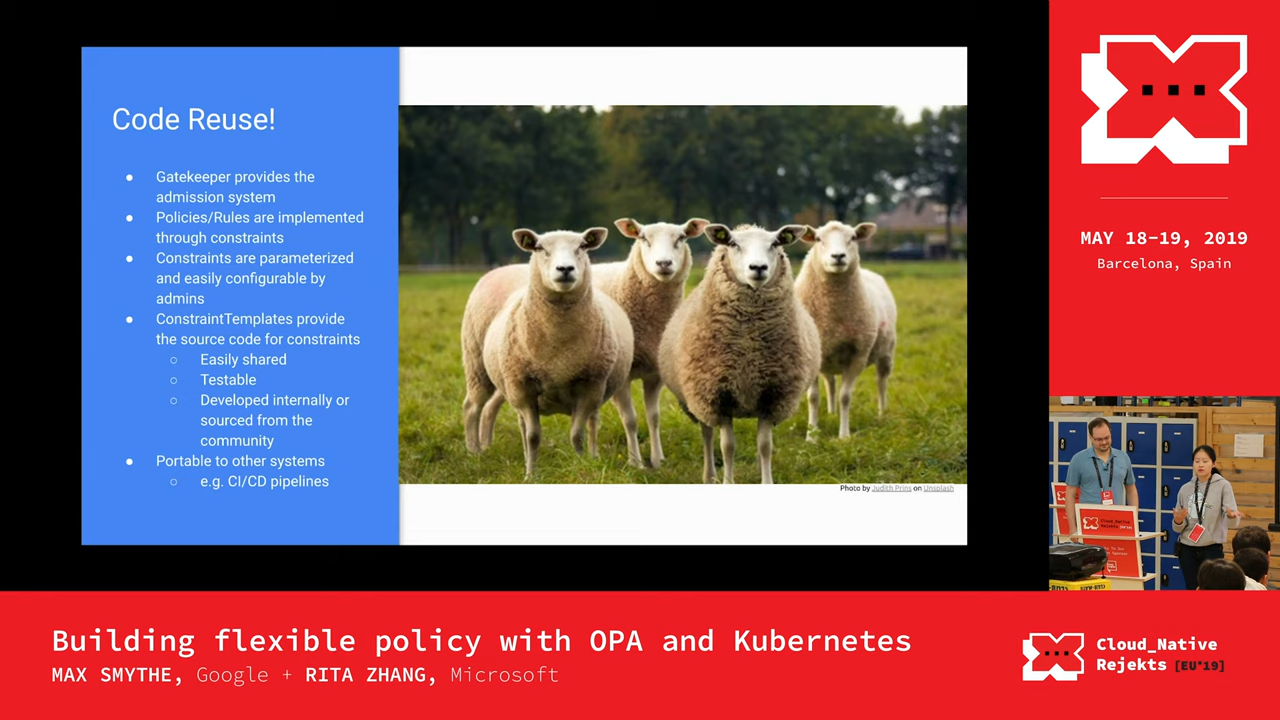 Code Reuse!
● Gatekeeper provides the
admission system
● Policies/Rules are implemented
through constraints
● Constraints are parameterized
and easily configurable by
admins
● ConstraintTemplates provide
the source code for constraints
○ Easily shared
○ Testable
○ Developed internally or
sourced from the
community
● Portable to other systems
○ e.g. CI/CD pipelines
Photo by Judith Prins on Unsplash
MAY 18-19, 2019
Barcelona, Spain
Building flexible policy with OPA and Kubernetes
MAX SMYTHE, Google + RITA ZHANG, Microsoft
Cloud_Native
Rejekts [EU'19]